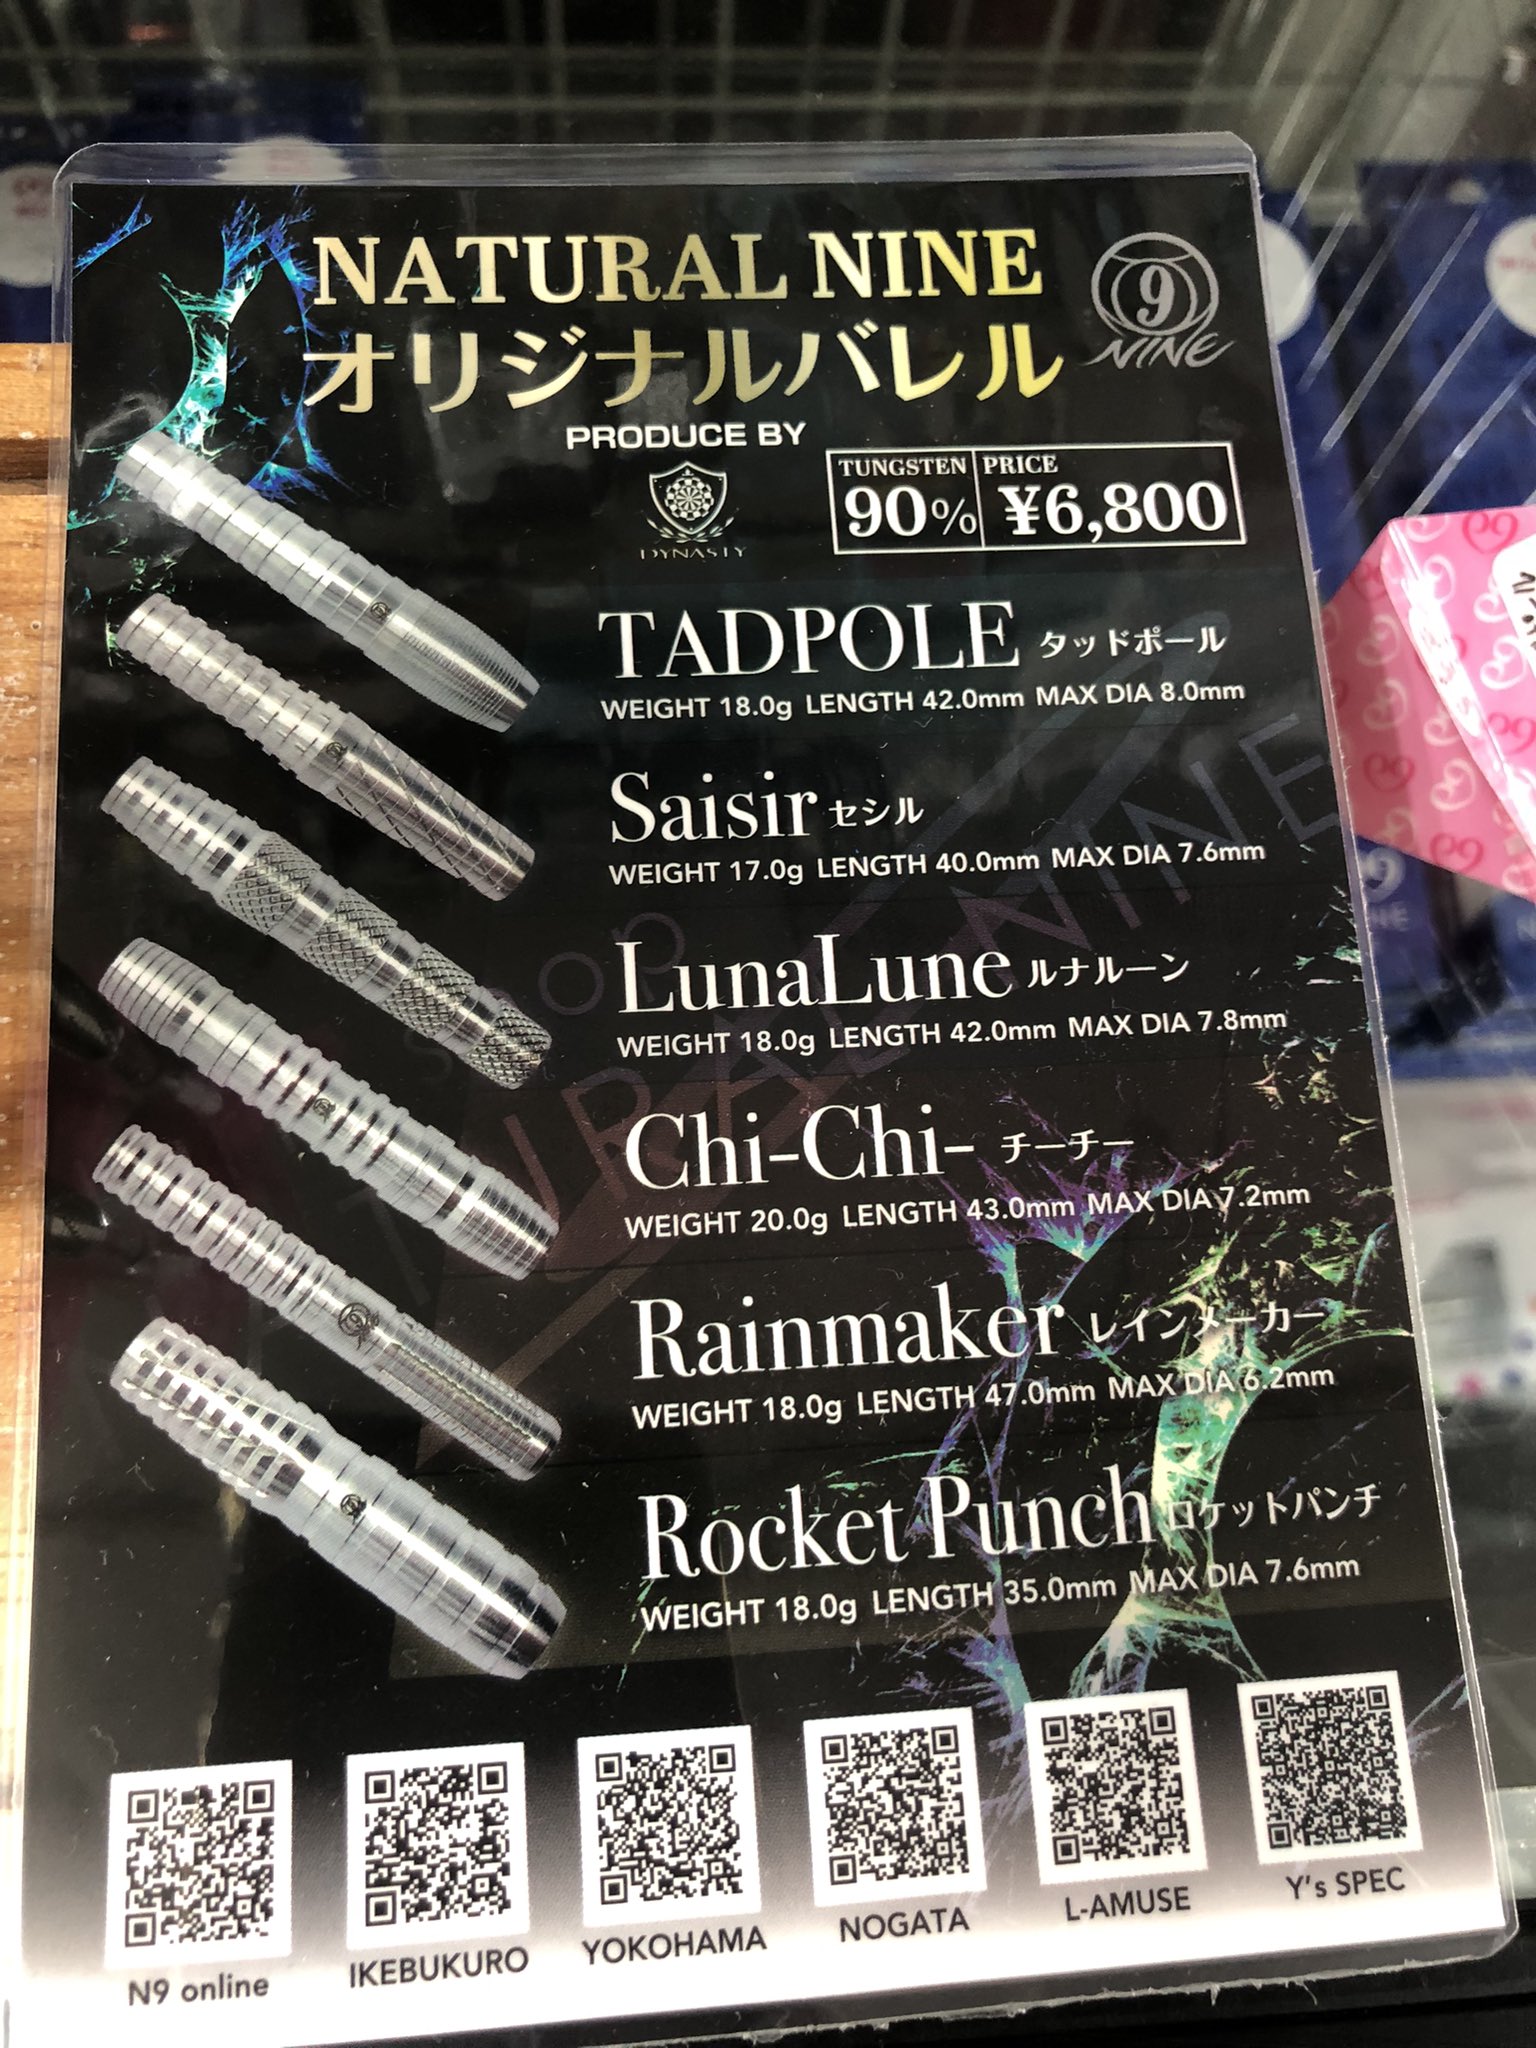 NATURAL NINE
オリジナルバレル
9
NINE
PRODUCE BY
DYNASTY
TUNGSTEN
90%
PRICE
¥6,800
TADPOLE タッドポール
WEIGHT 18.0g LENGTH 42.0mm MAX DIA 8.0mm
Saisir セシル
WEIGHT 17.0g LENGTH 40.0mm MAX DIA 7.6mm
LunaLune ルナルーン
WEIGHT 18.0g LENGTH 42.0mm MAX DIA 7.8mm
Chi-Chi- チーチー
WEIGHT 20.0g LENGTH 43.0mm MAX DIA 7.2mm
Rainmaker レインメーカー
WEIGHT 18.0g LENGTH 47.0mm MAX DIA 6.2mm
Rocket Punch ロケットパンチ
WEIGHT 18.0g LENGTH 35.0mm MAX DIA 7.6mm
N9 online
IKEBUKURO
YOKOHAMA
NOGATA
L-AMUSE
Y's SPEC